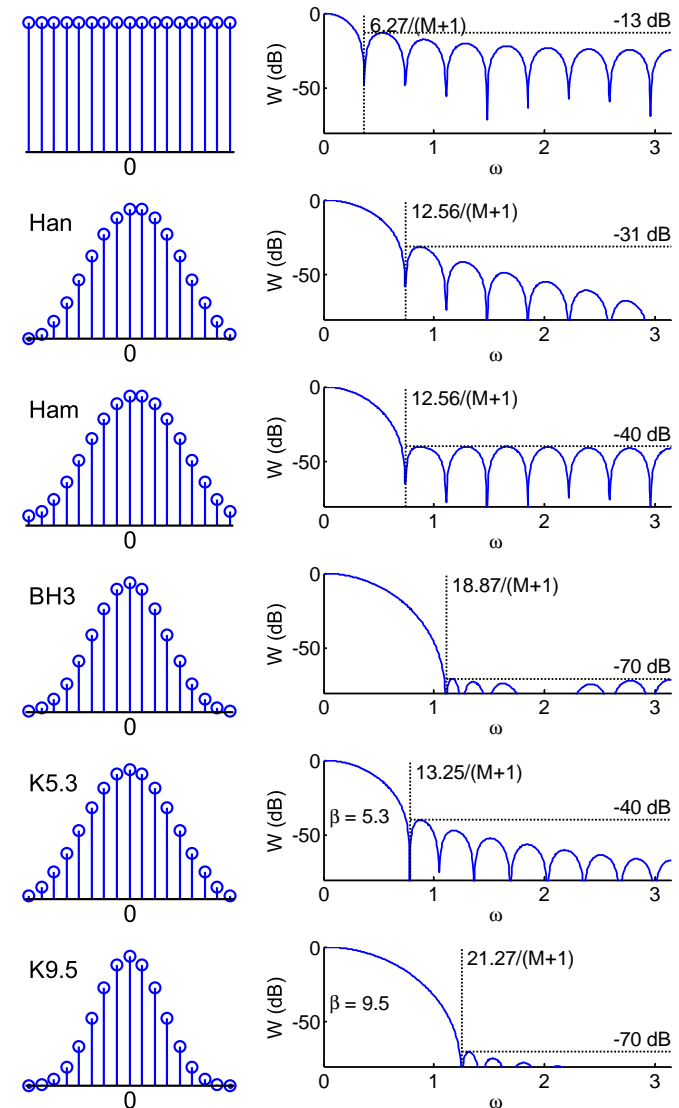 0
0
-50
W (dB)
6.27/(M+1)
-13 dB
0
1
2
3
ω
Han
0
0
-50
W (dB)
12.56/(M+1)
-31 dB
0
1
2
3
ω
Ham
0
0
-50
W (dB)
12.56/(M+1)
-40 dB
0
1
2
3
ω
BH3
0
0
-50
W (dB)
18.87/(M+1)
-70 dB
0
1
2
3
ω
K5.3
0
0
-50
W (dB)
13.25/(M+1)
β = 5.3
-40 dB
0
1
2
3
ω
K9.5
0
0
-50
W (dB)
21.27/(M+1)
β = 9.5
-70 dB
0
1
2
3
ω